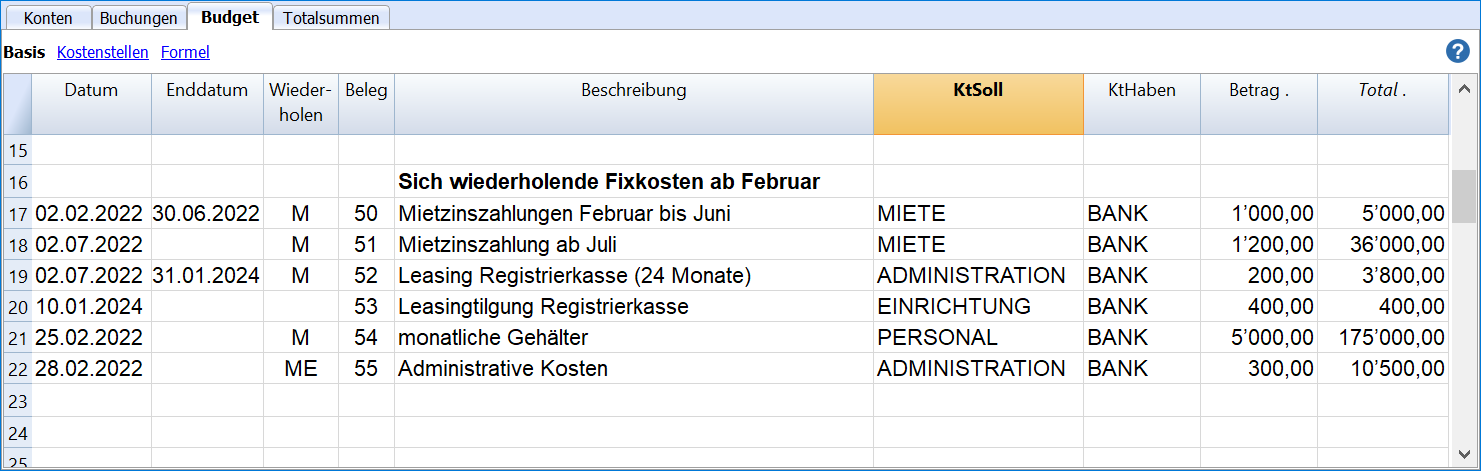 Konten Buchungen Budget Totalsummen
Basis Kostenstellen Formel ?
Datum Enddatum Wieder-holen Beleg Beschreibung KtSoll KtHaben Betrag . Total .
15
16 Sich wiederholende Fixkosten ab Februar
17 02.02.2022 30.06.2022 M 50 Mietzinszahlungen Februar bis Juni MIETE BANK 1’000,00 5’000,00
18 02.07.2022 M 51 Mietzinszahlung ab Juli MIETE BANK 1’200,00 36’000,00
19 02.07.2022 31.01.2024 M 52 Leasing Registrierkasse (24 Monate) ADMINISTRATION BANK 200,00 3’800,00
20 10.01.2024 53 Leasingtilgung Registrierkasse EINRICHTUNG BANK 400,00 400,00
21 25.02.2022 M 54 monatliche Gehälter PERSONAL BANK 5’000,00 175’000,00
22 28.02.2022 ME 55 Administrative Kosten ADMINISTRATION BANK 300,00 10’500,00
23
24
25